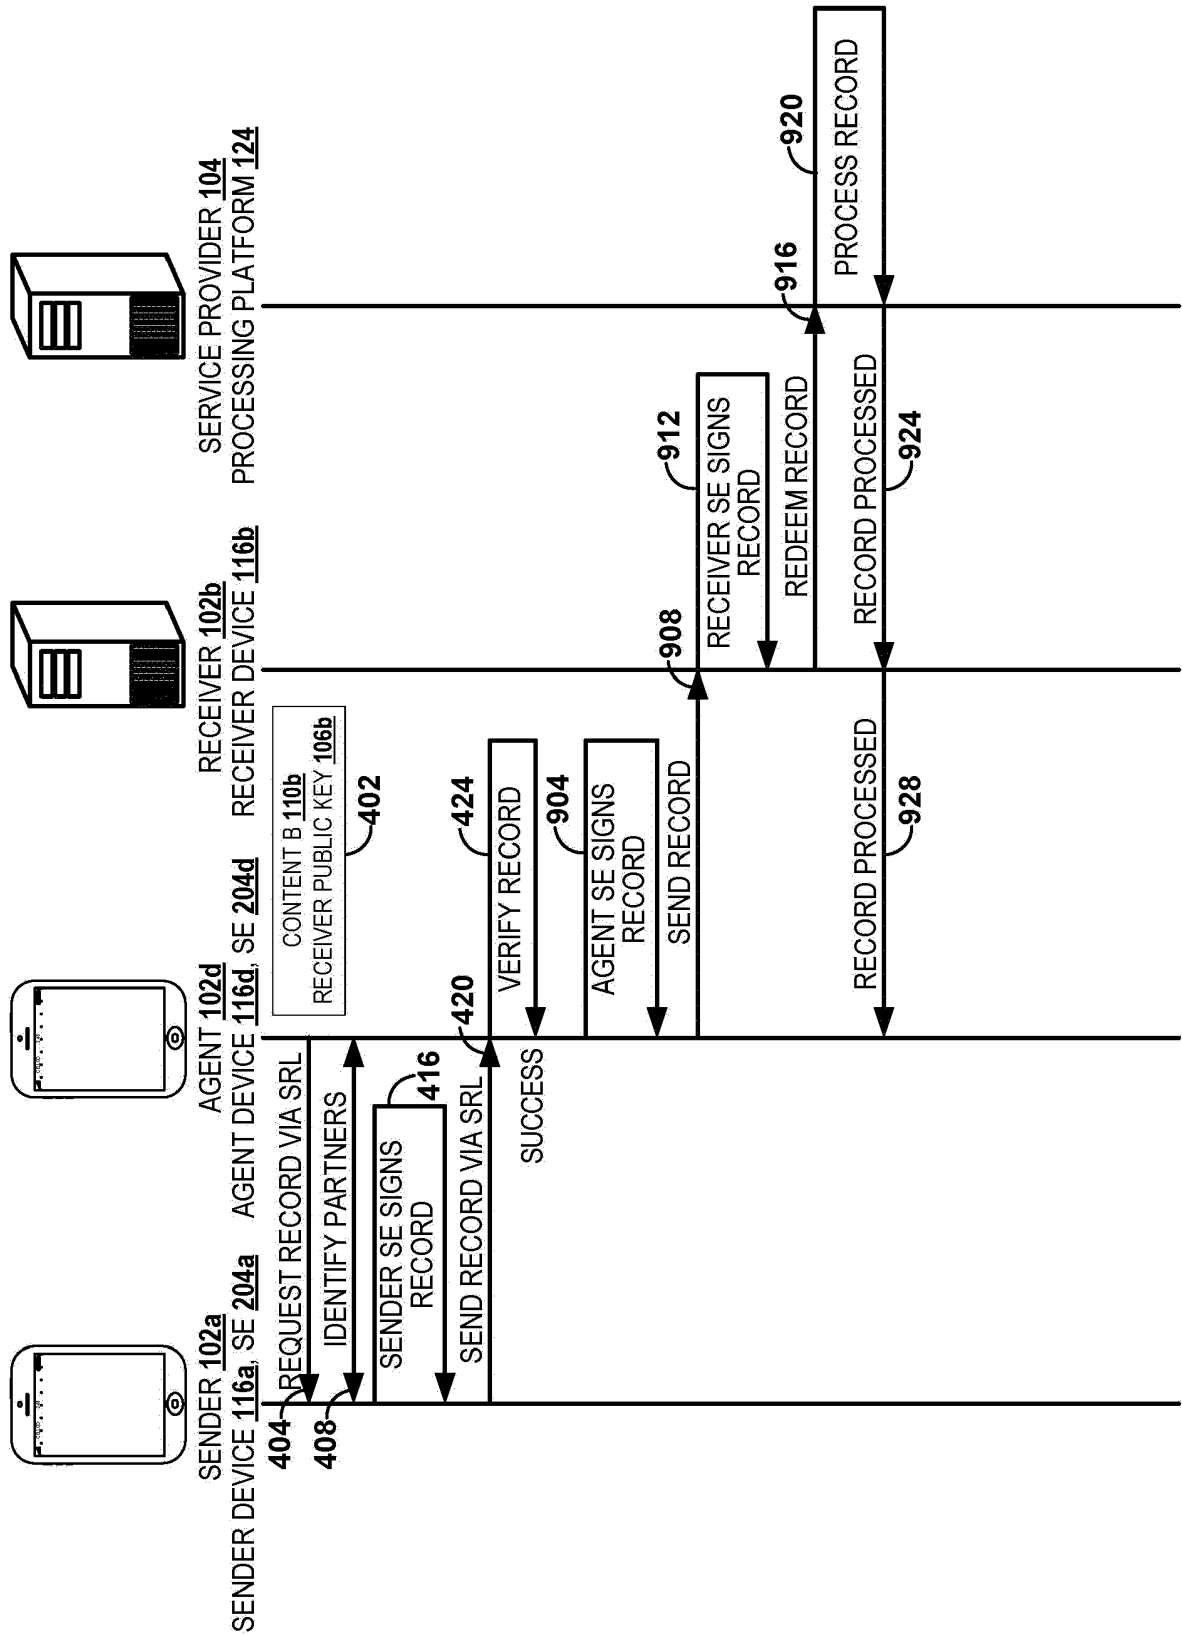 SENDER 102a
SENDER DEVICE 116a, SE 204a
AGENT 102d
AGENT DEVICE 116d, SE 204d
RECEIVER 102b
RECEIVER DEVICE 116b
SERVICE PROVIDER 104
PROCESSING PLATFORM 124
CONTENT B 110b
RECEIVER PUBLIC KEY 106b
402
REQUEST RECORD VIA SRL
404
IDENTIFY PARTNERS
408
SENDER SE SIGNS
RECORD
416
SEND RECORD VIA SRL
420
VERIFY RECORD
424
SUCCESS
AGENT SE SIGNS
RECORD
904
SEND RECORD
908
RECEIVER SE SIGNS
RECORD
912
REDEEM RECORD
916
PROCESS RECORD
920
RECORD PROCESSED
924
RECORD PROCESSED
928